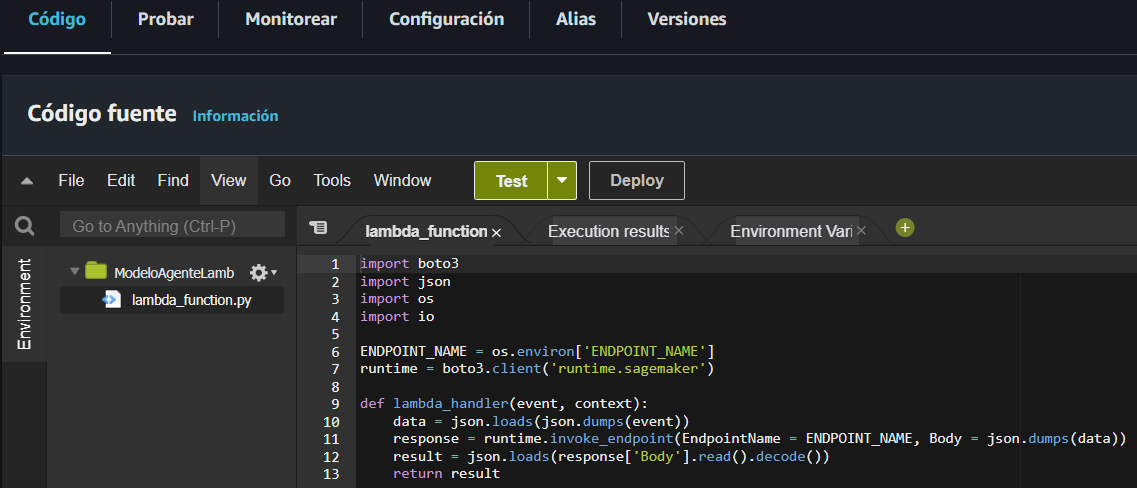 Código Probar Monitorear Configuración Alias Versiones
Código fuente Información
File Edit Find View Go Tools Window Test Deploy
Go to Anything (Ctrl-P) lambda_function Execution results Environment Vari
Environment
ModeloAgenteLamb
lambda_function.py
1 import boto3
2 import json
3 import os
4 import io
5
6 ENDPOINT_NAME = os.environ['ENDPOINT_NAME']
7 runtime = boto3.client('runtime.sagemaker')
8
9 def lambda_handler(event, context):
10     data = json.loads(json.dumps(event))
11     response = runtime.invoke_endpoint(EndpointName = ENDPOINT_NAME, Body = json.dumps(data))
12     result = json.loads(response['Body'].read().decode())
13     return result